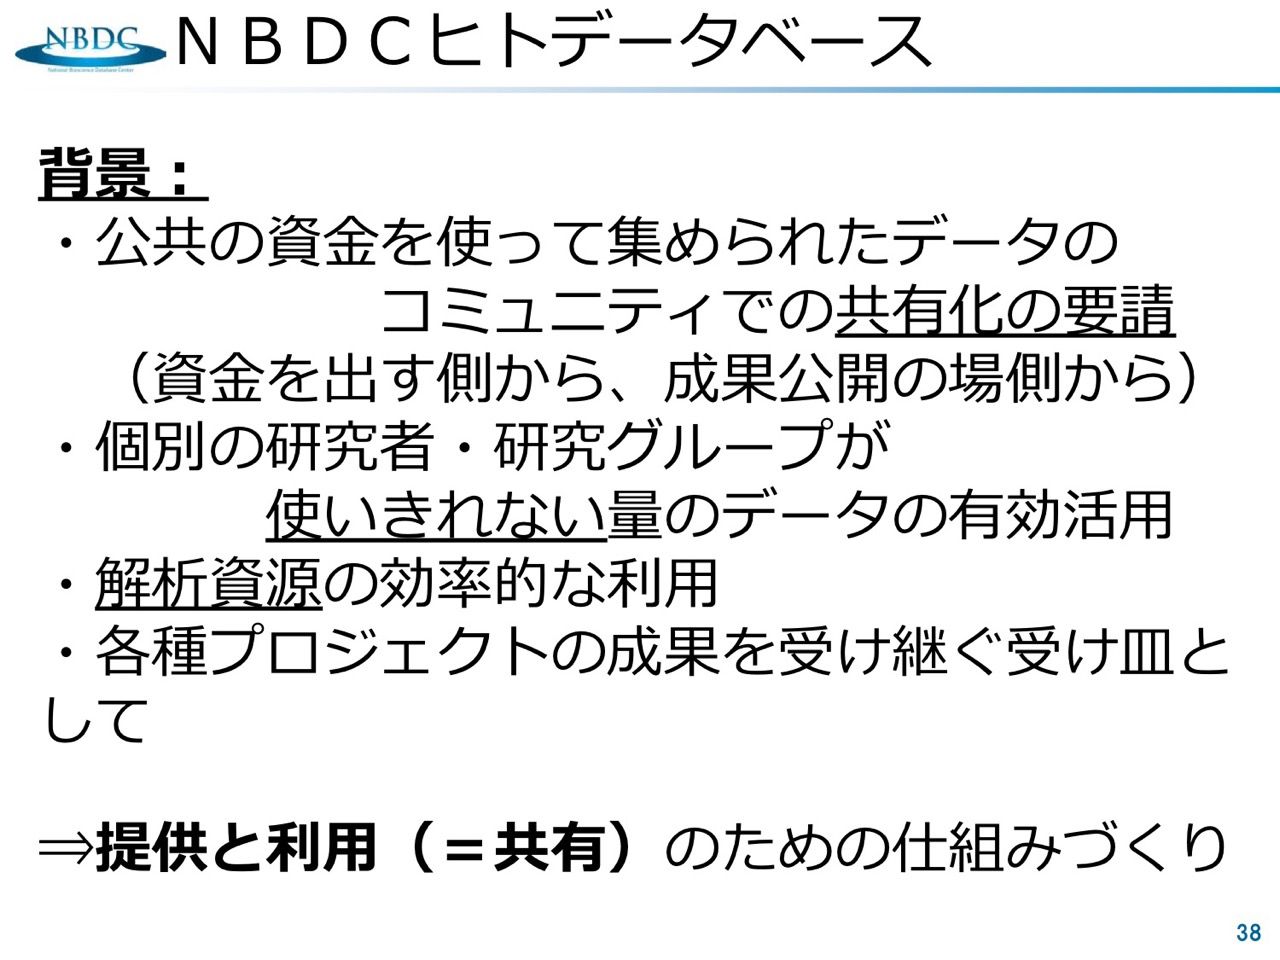 NBDC
National Bioscience Database Center
ＮＢＤＣヒトデータベース
背景：
・公共の資金を使って集められたデータの
コミュニティでの共有化の要請
（資金を出す側から、成果公開の場側から）
・個別の研究者・研究グループが
使いきれない量のデータの有効活用
・解析資源の効率的な利用
・各種プロジェクトの成果を受け継ぐ受け皿と
して
⇒提供と利用（＝共有）のための仕組みづくり
38